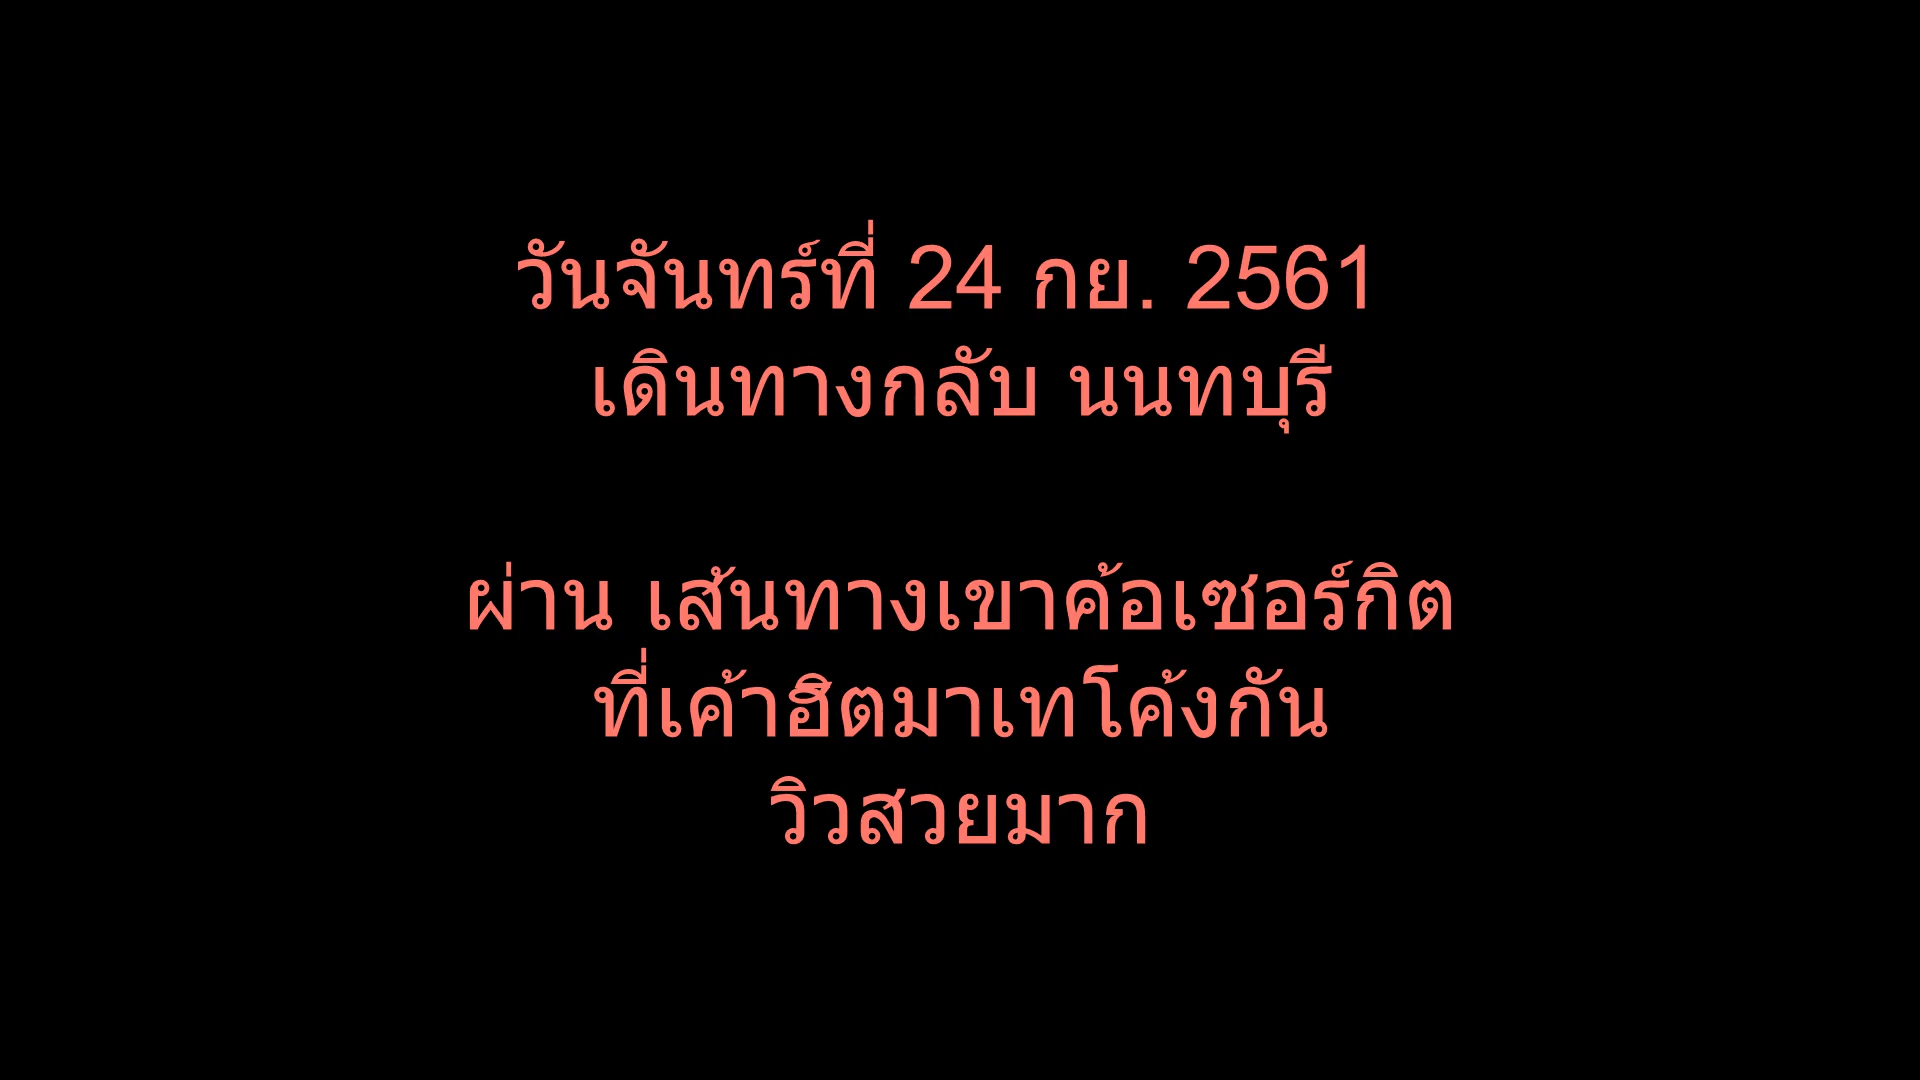 วันจันทร์ที่ 24 กย. 2561
เดินทางกลับ นนทบุรี
ผ่าน เส้นทางเขาค้อเซอร์กิต
ที่เค้าฮิตมาเทโค้งกัน
วิวสวยมาก